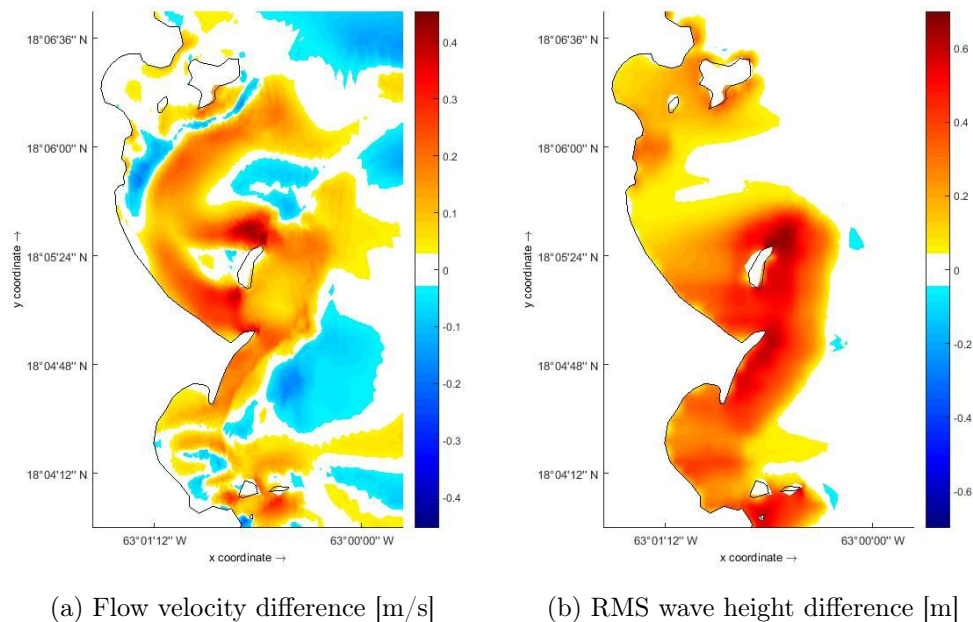 18°06'36'' N
18°06'00'' N
18°05'24'' N
18°04'48'' N
18°04'12'' N
y coordinate →
63°01'12'' W
63°00'00'' W
x coordinate →
0.4
0.3
0.2
0.1
0
-0.1
-0.2
-0.3
-0.4
18°06'36'' N
18°06'00'' N
18°05'24'' N
18°04'48'' N
18°04'12'' N
y coordinate →
63°01'12'' W
63°00'00'' W
x coordinate →
0.6
0.4
0.2
0
-0.2
-0.4
-0.6
(a) Flow velocity difference [m/s]
(b) RMS wave height difference [m]